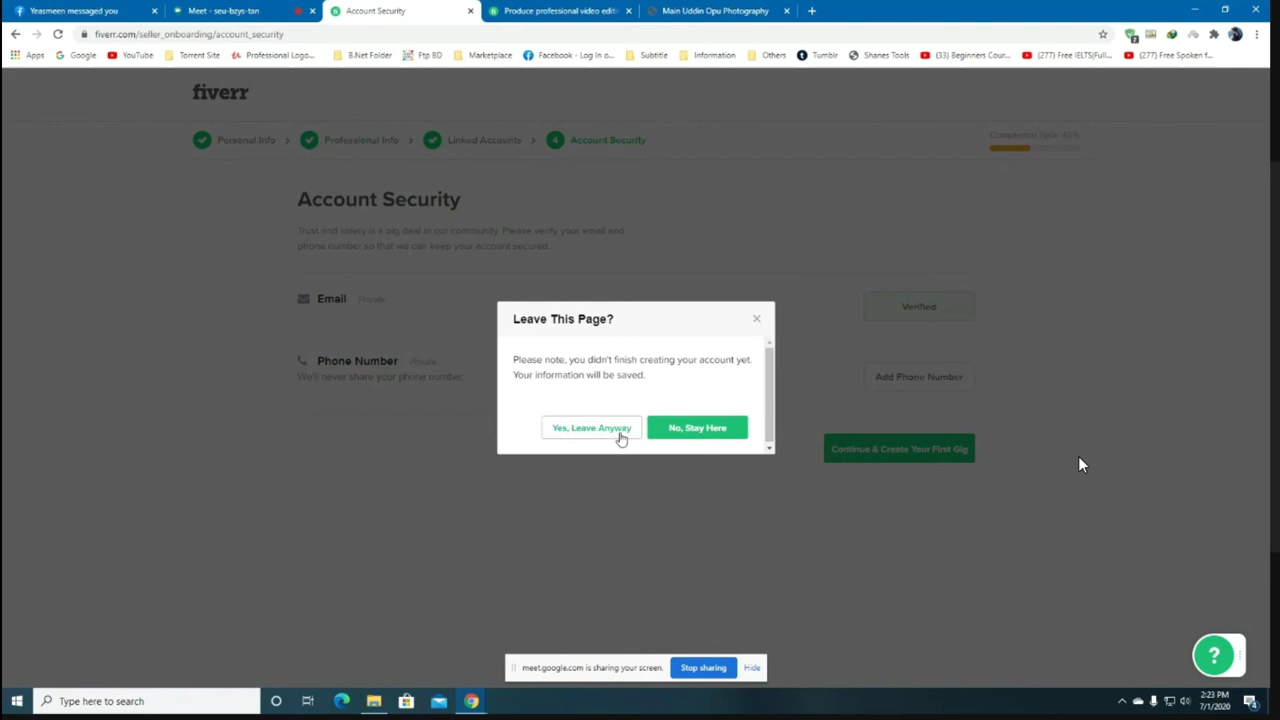 Yeasmeen messaged you
Meet - seu-bzys-tan
Account Security
Produce professional video edit
Main Uddin Opu Photography
fiverr.com/seller_onboarding/account_security
Apps
Google
YouTube
Torrent Site
Professional Logo...
B.Net Folder
Ftp BD
Marketplace
Facebook - Log In o...
Subtitle
Information
Others
Tumblr
Shanes Tools
(33) Beginners Cour...
(277) Free IELTS(Full...
(277) Free Spoken f...
fiverr
Personal Info
Professional Info
Linked Accounts
4 Account Security
Completion Rate: 40%
Account Security
Trust and safety is a big deal in our community. Please verify your email and
phone number so that we can keep your account secured.
Email Private
Verified
Leave This Page?
Please note, you didn't finish creating your account yet.
Your information will be saved.
Yes, Leave Anyway
No, Stay Here
Phone Number Private
We'll never share your phone number.
Add Phone Number
Continue & Create Your First Gig
?
meet.google.com is sharing your screen.
Stop sharing
Hide
Type here to search
2:23 PM
7/1/2020
4